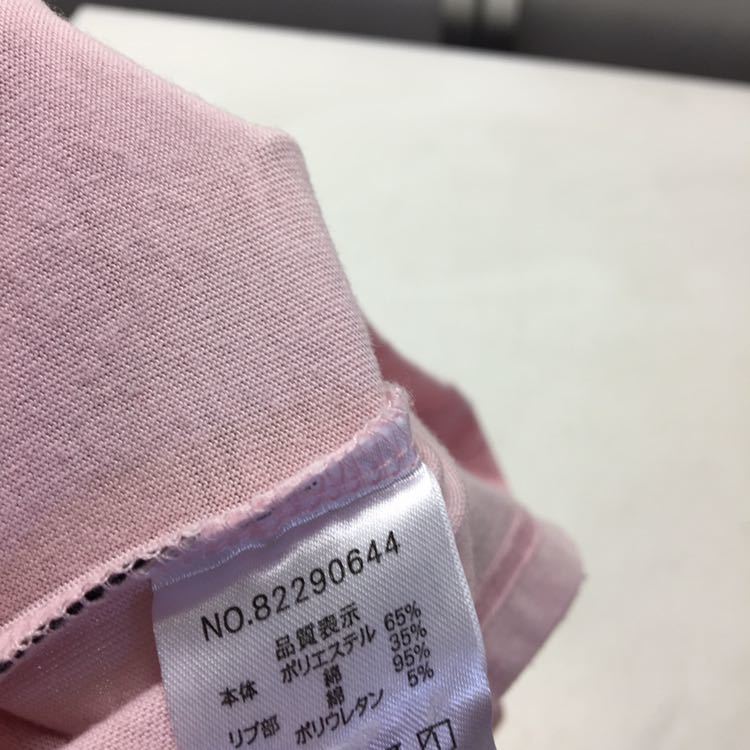 NO.82290644
品質表示
本体 ポリエステル 65%
綿 35%
リブ部 綿 95%
ポリウレタン 5%